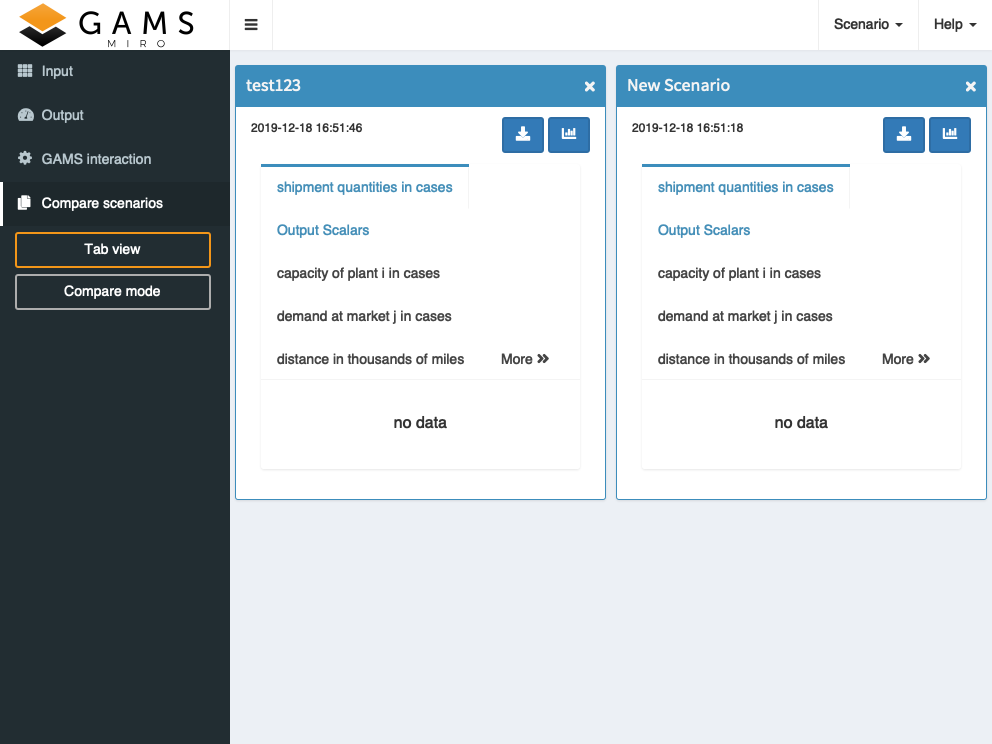 GAMS
MIRO
Scenario
Help
Input
Output
GAMS interaction
Compare scenarios
Tab view
Compare mode
test123
2019-12-18 16:51:46
shipment quantities in cases
Output Scalars
capacity of plant i in cases
demand at market j in cases
distance in thousands of miles More
no data
New Scenario
2019-12-18 16:51:18
shipment quantities in cases
Output Scalars
capacity of plant i in cases
demand at market j in cases
distance in thousands of miles More
no data